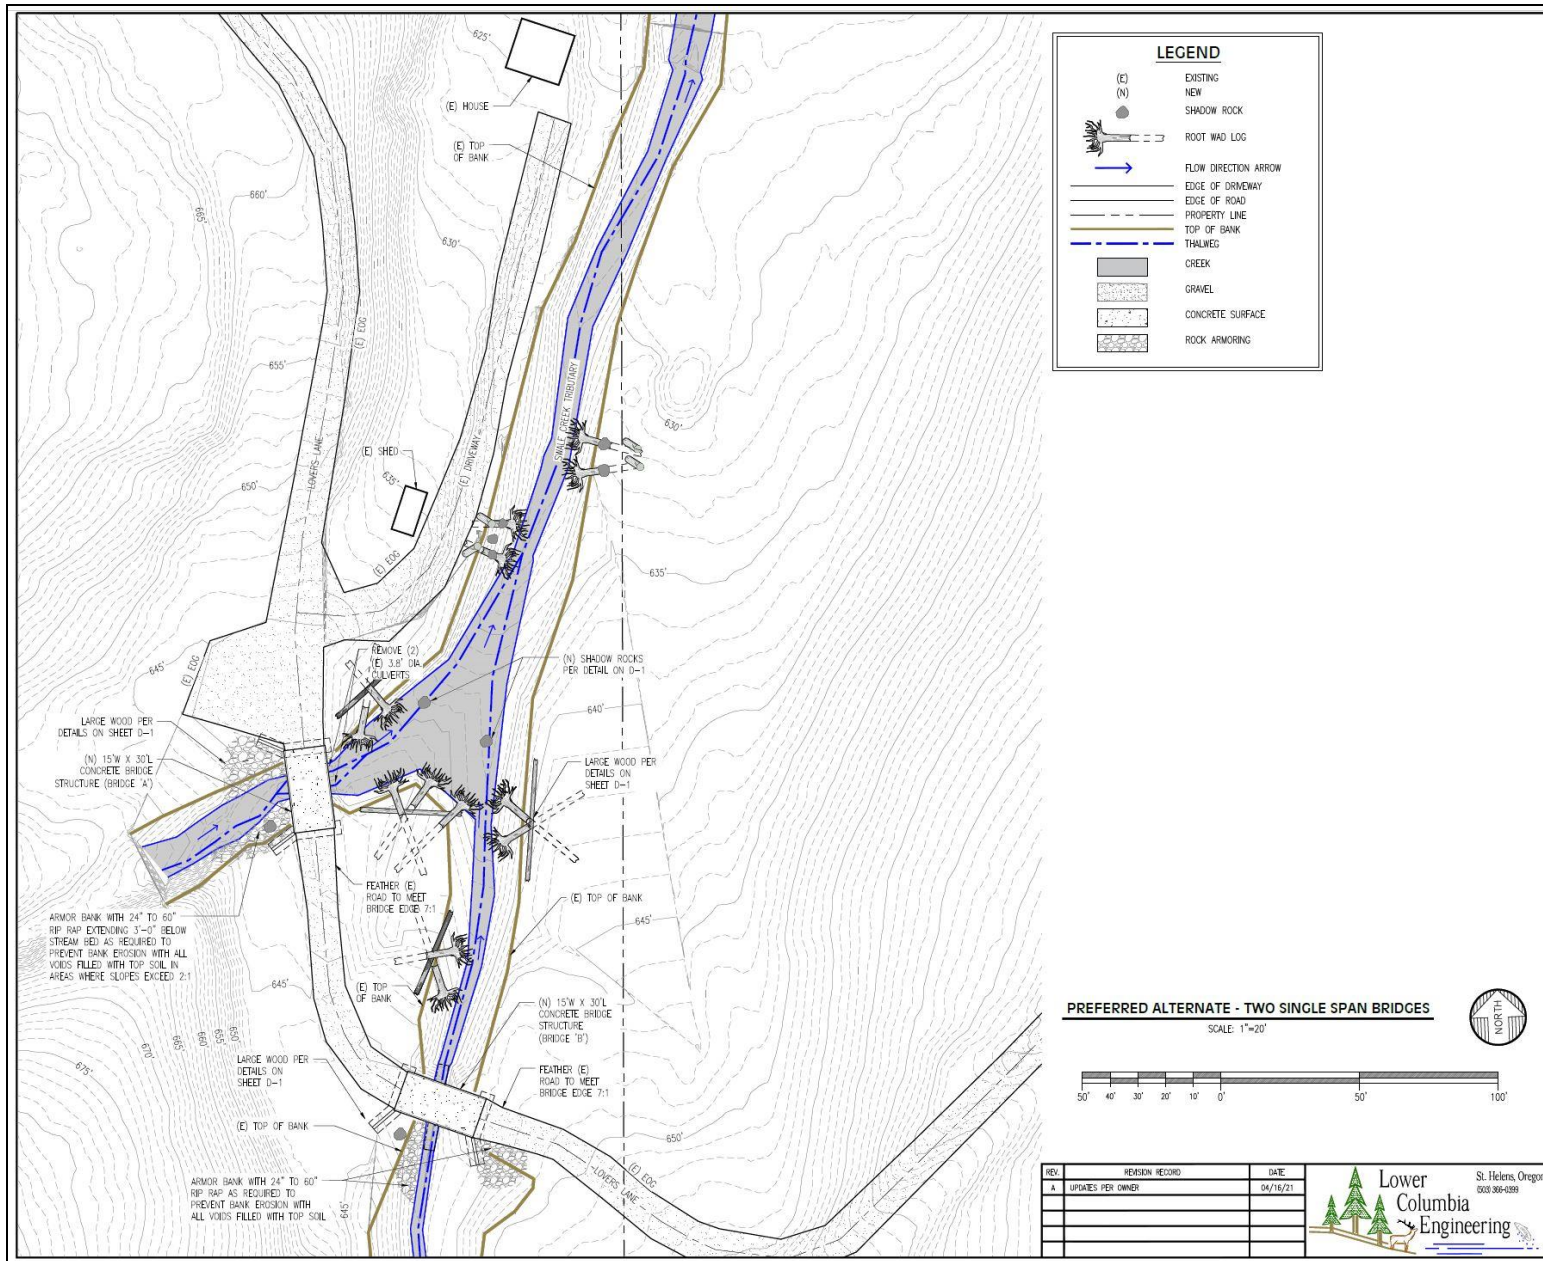 625'
(E) HOUSE
(E) TOP
OF BANK
660'
665'
630'
(E) EOG
655'
SWALE CREEK TRIBUTARY
630'
LOVERS LANE
(E) DRIVEWAY
(E) SHED
635'
650'
(E) EOG
635'
645'
(E) EOG
REMOVE (2)
(E) 3.8' DIA.
CULVERTS
(N) SHADOW ROCKS
PER DETAIL ON D-1
640'
LARGE WOOD PER
DETAILS ON SHEET D-1
(N) 15'W X 30'L
CONCRETE BRIDGE
STRUCTURE (BRIDGE 'A')
LARGE WOOD PER
DETAILS ON
SHEET D-1
FEATHER (E)
ROAD TO MEET
BRIDGE EDGE 7:1
(E) TOP OF BANK
645'
ARMOR BANK WITH 24" TO 60"
RIP RAP EXTENDING 3'-0" BELOW
STREAM BED AS REQUIRED TO
PREVENT BANK EROSION WITH ALL
VOIDS FILLED WITH TOP SOIL IN
AREAS WHERE SLOPES EXCEED 2:1
645'
(E) TOP
OF BANK
(N) 15'W X 30'L
CONCRETE BRIDGE
STRUCTURE
(BRIDGE 'B')
650'
655'
660'
665'
670'
675'
LARGE WOOD PER
DETAILS ON
SHEET D-1
FEATHER (E)
ROAD TO MEET
BRIDGE EDGE 7:1
(E) TOP OF BANK
650'
(E) EOG
LOVERS LANE
ARMOR BANK WITH 24" TO 60"
RIP RAP AS REQUIRED TO
PREVENT BANK EROSION WITH
ALL VOIDS FILLED WITH TOP SOIL
645'
LEGEND
(E) EXISTING
(N) NEW
SHADOW ROCK
ROOT WAD LOG
FLOW DIRECTION ARROW
EDGE OF DRIVEWAY
EDGE OF ROAD
PROPERTY LINE
TOP OF BANK
THALWEG
CREEK
GRAVEL
CONCRETE SURFACE
ROCK ARMORING
PREFERRED ALTERNATE - TWO SINGLE SPAN BRIDGES
SCALE: 1"=20'
NORTH
50' 40' 30' 20' 10' 0' 50' 100'
REV. REVISION RECORD DATE
A UPDATES PER OWNER 04/16/21
Lower
Columbia
Engineering
St. Helens, Oregon
(503) 366-0399